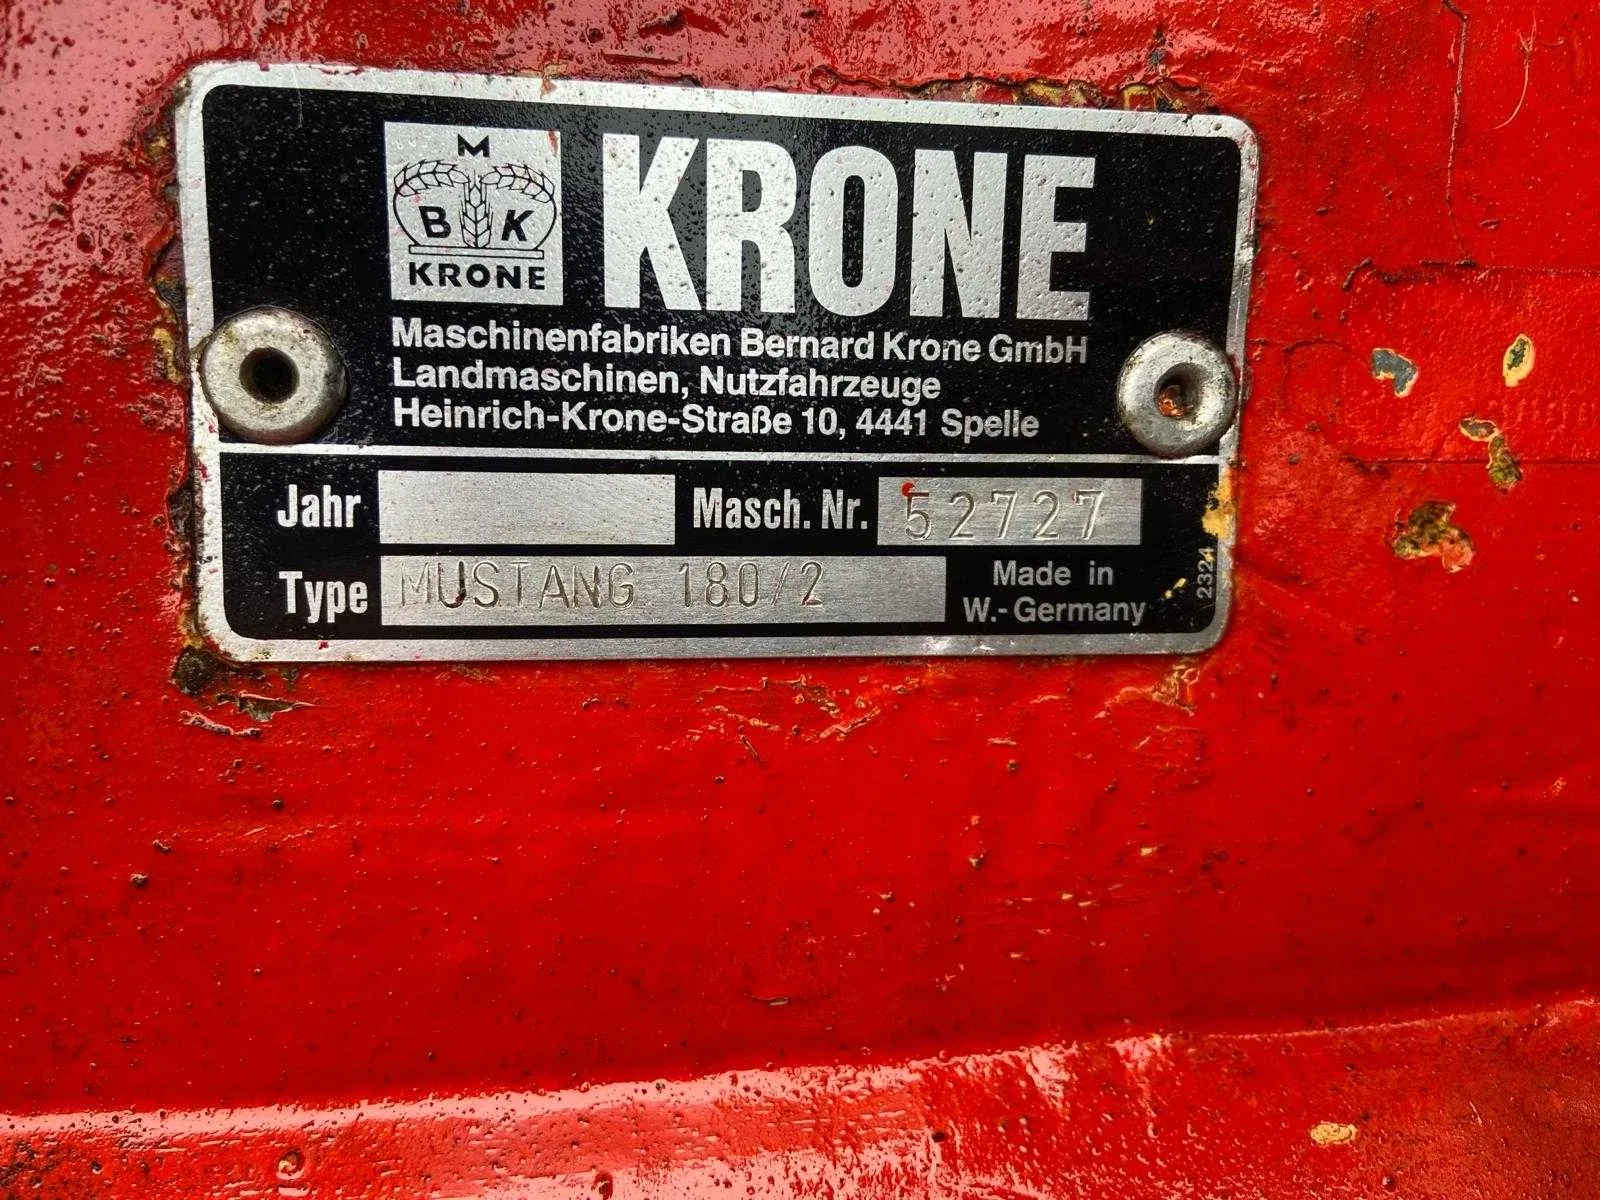 M
B K
KRONE
KRONE
Maschinenfabriken Bernard Krone GmbH
Landmaschinen, Nutzfahrzeuge
Heinrich-Krone-Straße 10, 4441 Spelle
Jahr
Masch. Nr. 52727
Type MUSTANG 180/2
Made in
W.-Germany
2324